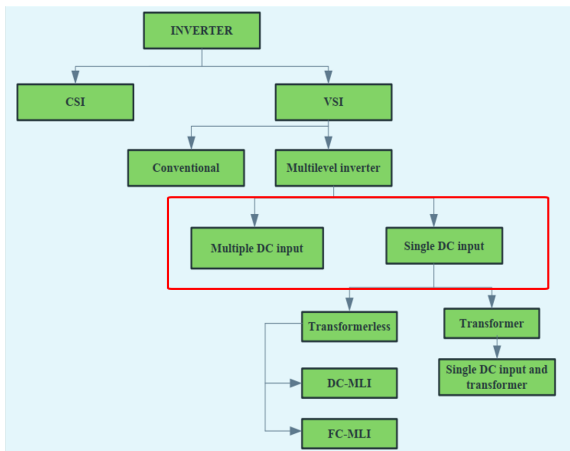 INVERTER
CSI
VSI
Conventional
Multilevel inverter
Multiple DC input
Single DC input
Transformerless
Transformer
DC-MLI
Single DC input and
transformer
FC-MLI